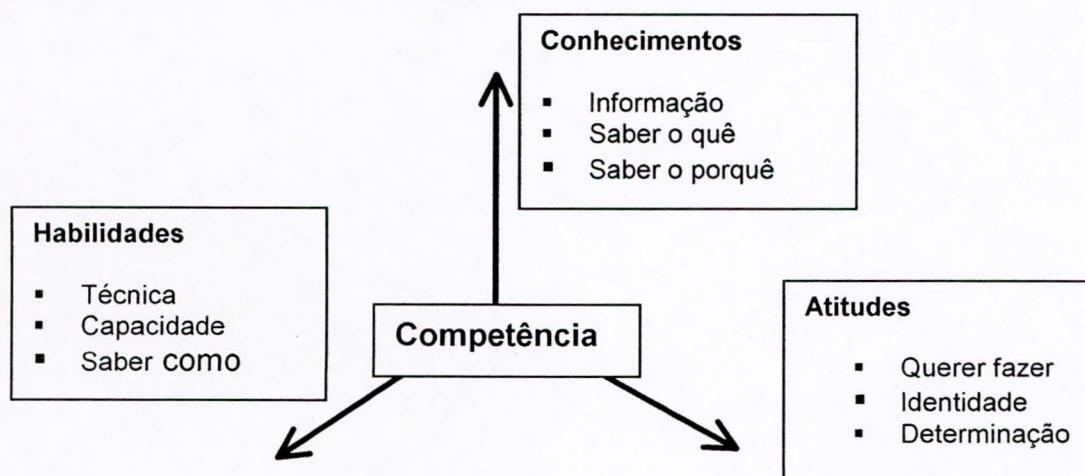 Conhecimentos
▪ Informação
▪ Saber o quê
▪ Saber o porquê
Habilidades
▪ Técnica
▪ Capacidade
▪ Saber como
Competência
Atitudes
▪ Querer fazer
▪ Identidade
▪ Determinação